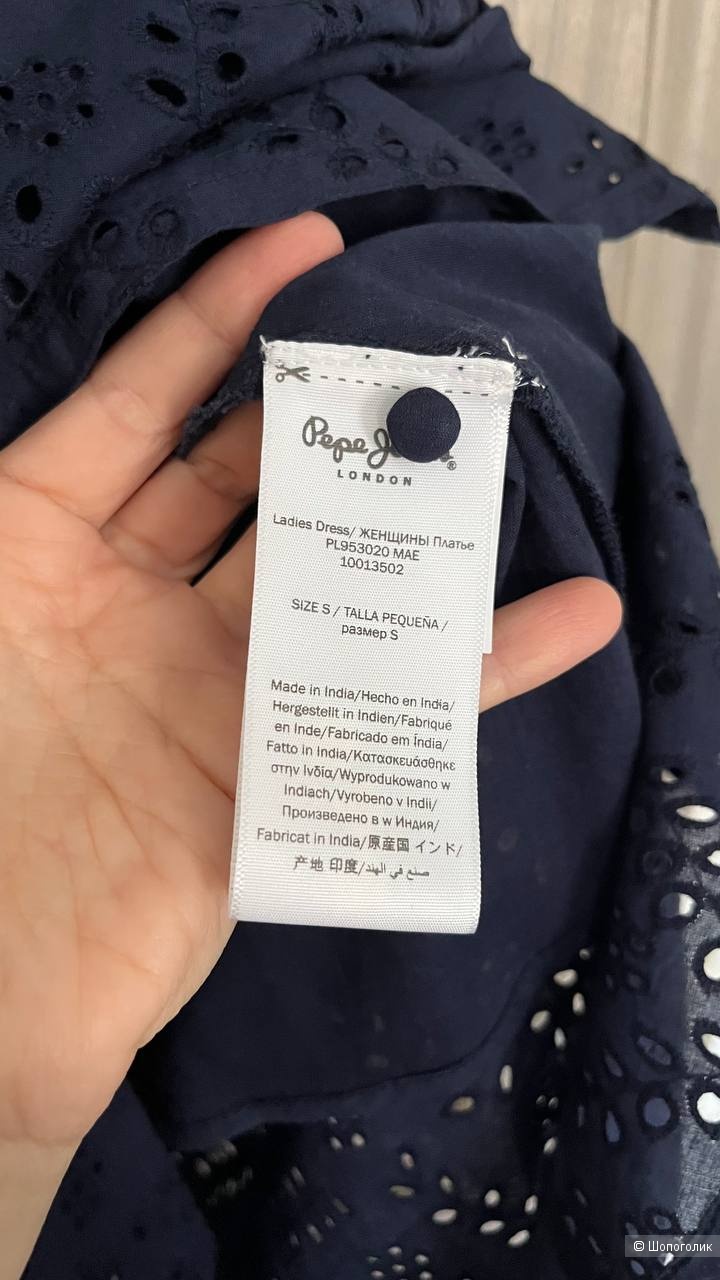 Pepe
LONDON
Ladies Dress/ ЖЕНЩИНЫ Платье
PL953020 MAE
10013502
SIZE S / TALLA PEQUEÑA /
размер S
Made in India/Hecho en India/
Hergestellt in Indien/Fabriqué
en Inde/Fabricado em Índia/
Fatto in India/Κατασκευάσθηκε
στην Ινδία/Wyprodukowano w
Indiach/Vyrobeno v Indii/
Произведено в w Индия/
Fabricat in India/原産国 インド/
产地 印度/صنع في الهند
© Шопоголик